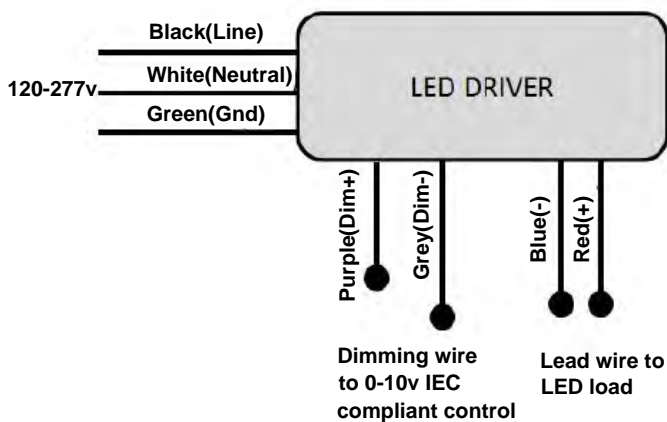 Black(Line)
White(Neutral)
120-277v
Green(Gnd)
LED DRIVER
Purple(Dim+)
Grey(Dim-)
Blue(-)
Red(+)
Dimming wire
to 0-10v IEC
compliant control
Lead wire to
LED load